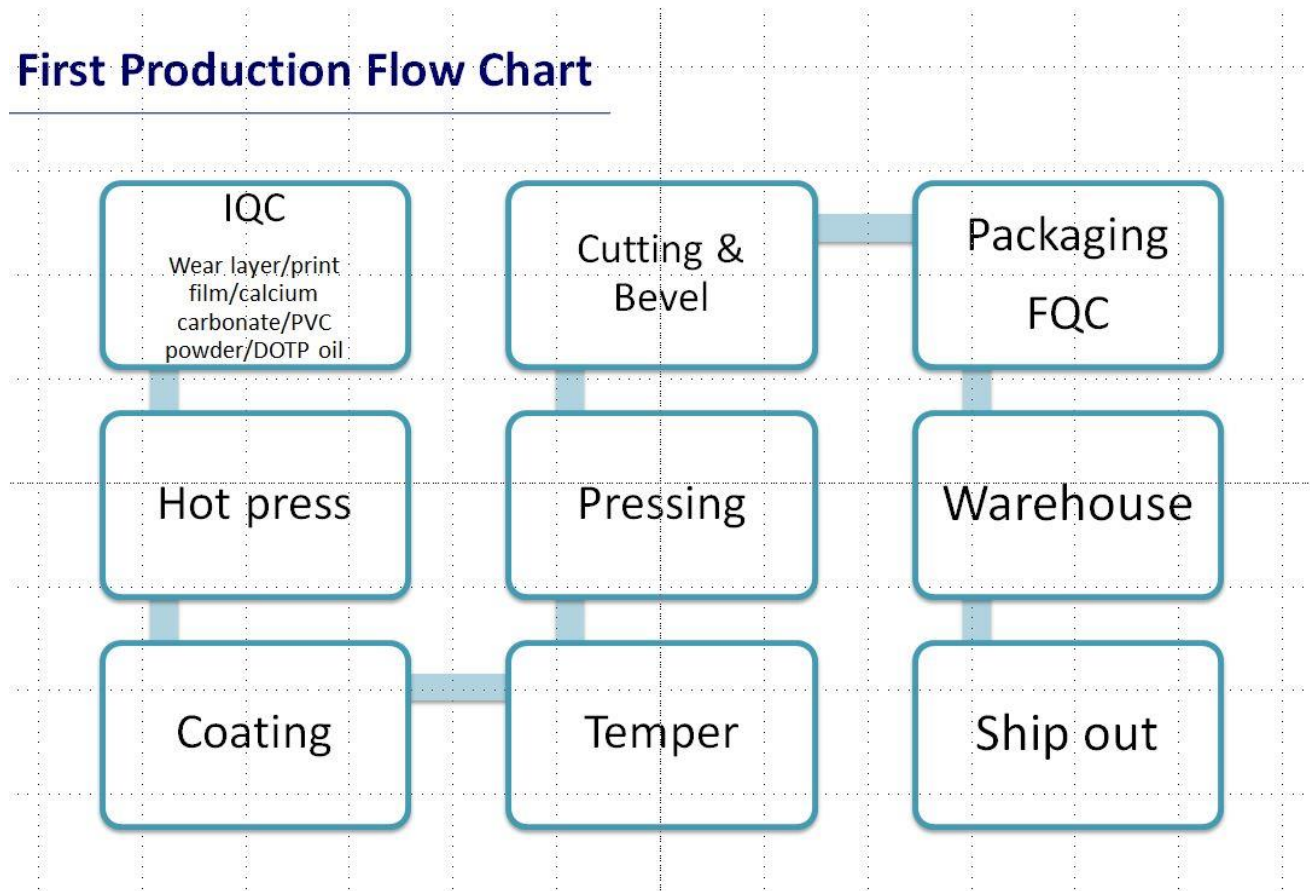 First Production Flow Chart
IQC
Wear layer/print
film/calcium
carbonate/PVC
powder/DOTP oil
Hot press
Coating
Temper
Pressing
Cutting &
Bevel
Packaging
FQC
Warehouse
Ship out